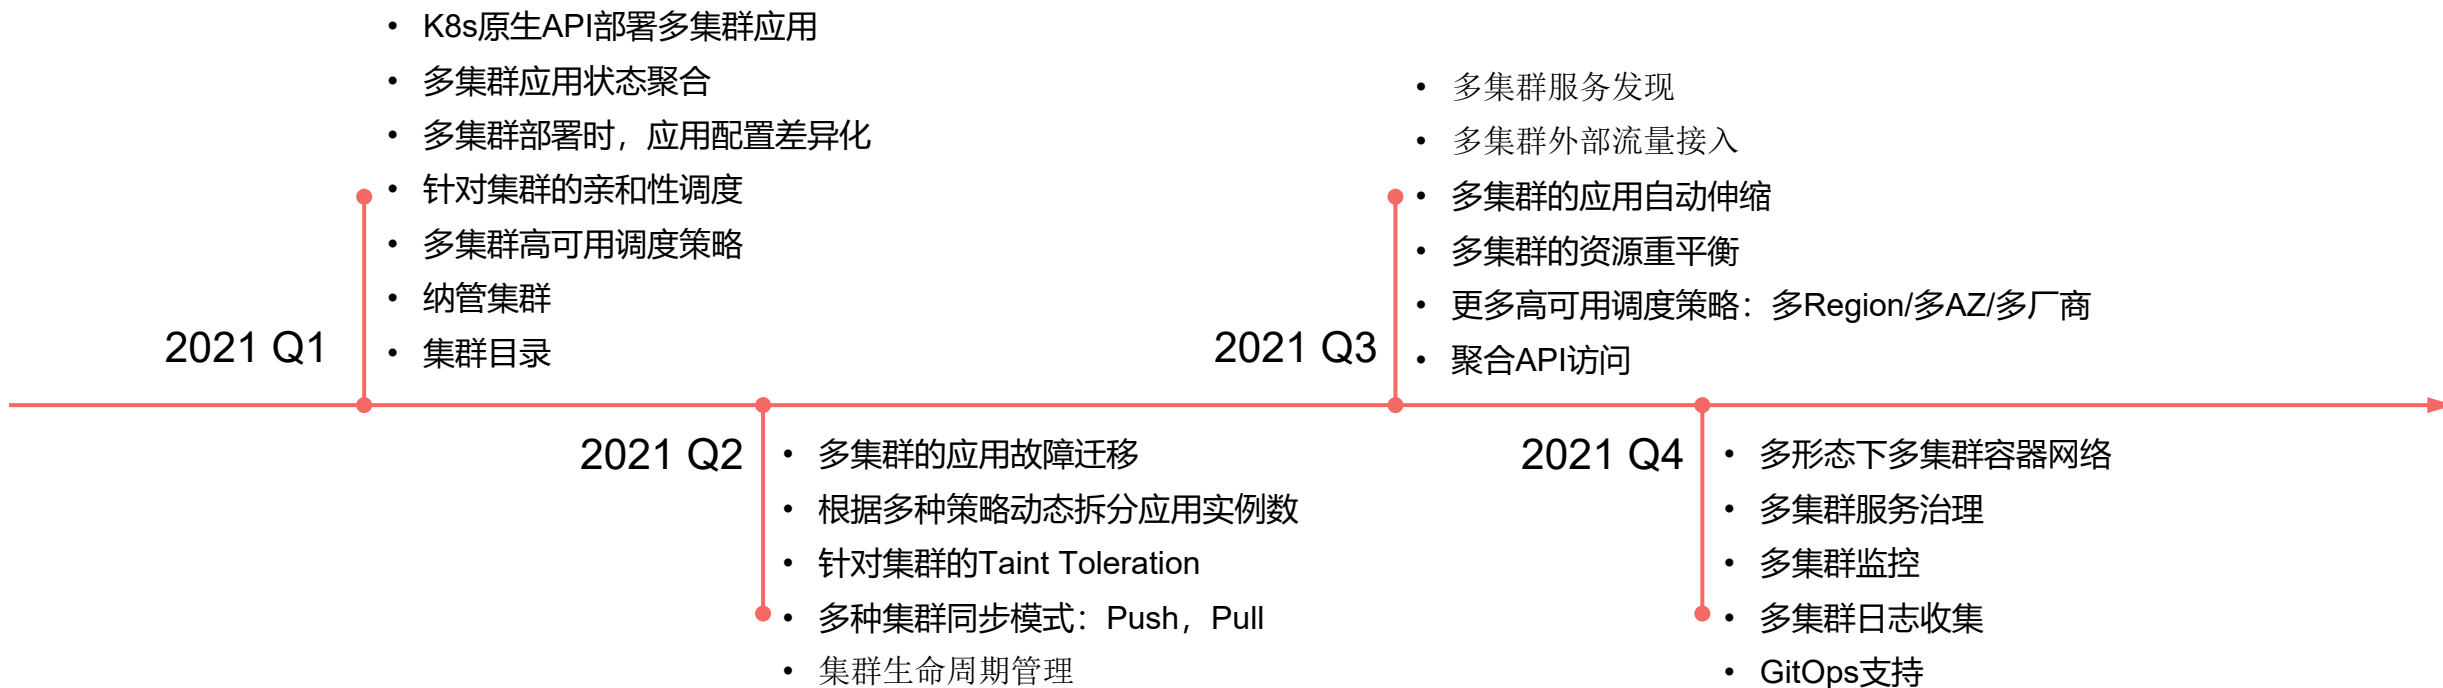 2021 Q1
• K8s原生API部署多集群应用
• 多集群应用状态聚合
• 多集群部署时，应用配置差异化
• 针对集群的亲和性调度
• 多集群高可用调度策略
• 纳管集群
• 集群目录
2021 Q2
• 多集群的应用故障迁移
• 根据多种策略动态拆分应用实例数
• 针对集群的Taint Toleration
• 多种集群同步模式：Push，Pull
• 集群生命周期管理
2021 Q3
• 多集群服务发现
• 多集群外部流量接入
• 多集群的应用自动伸缩
• 多集群的资源重平衡
• 更多高可用调度策略：多Region/多AZ/多厂商
• 聚合API访问
2021 Q4
• 多形态下多集群容器网络
• 多集群服务治理
• 多集群监控
• 多集群日志收集
• GitOps支持